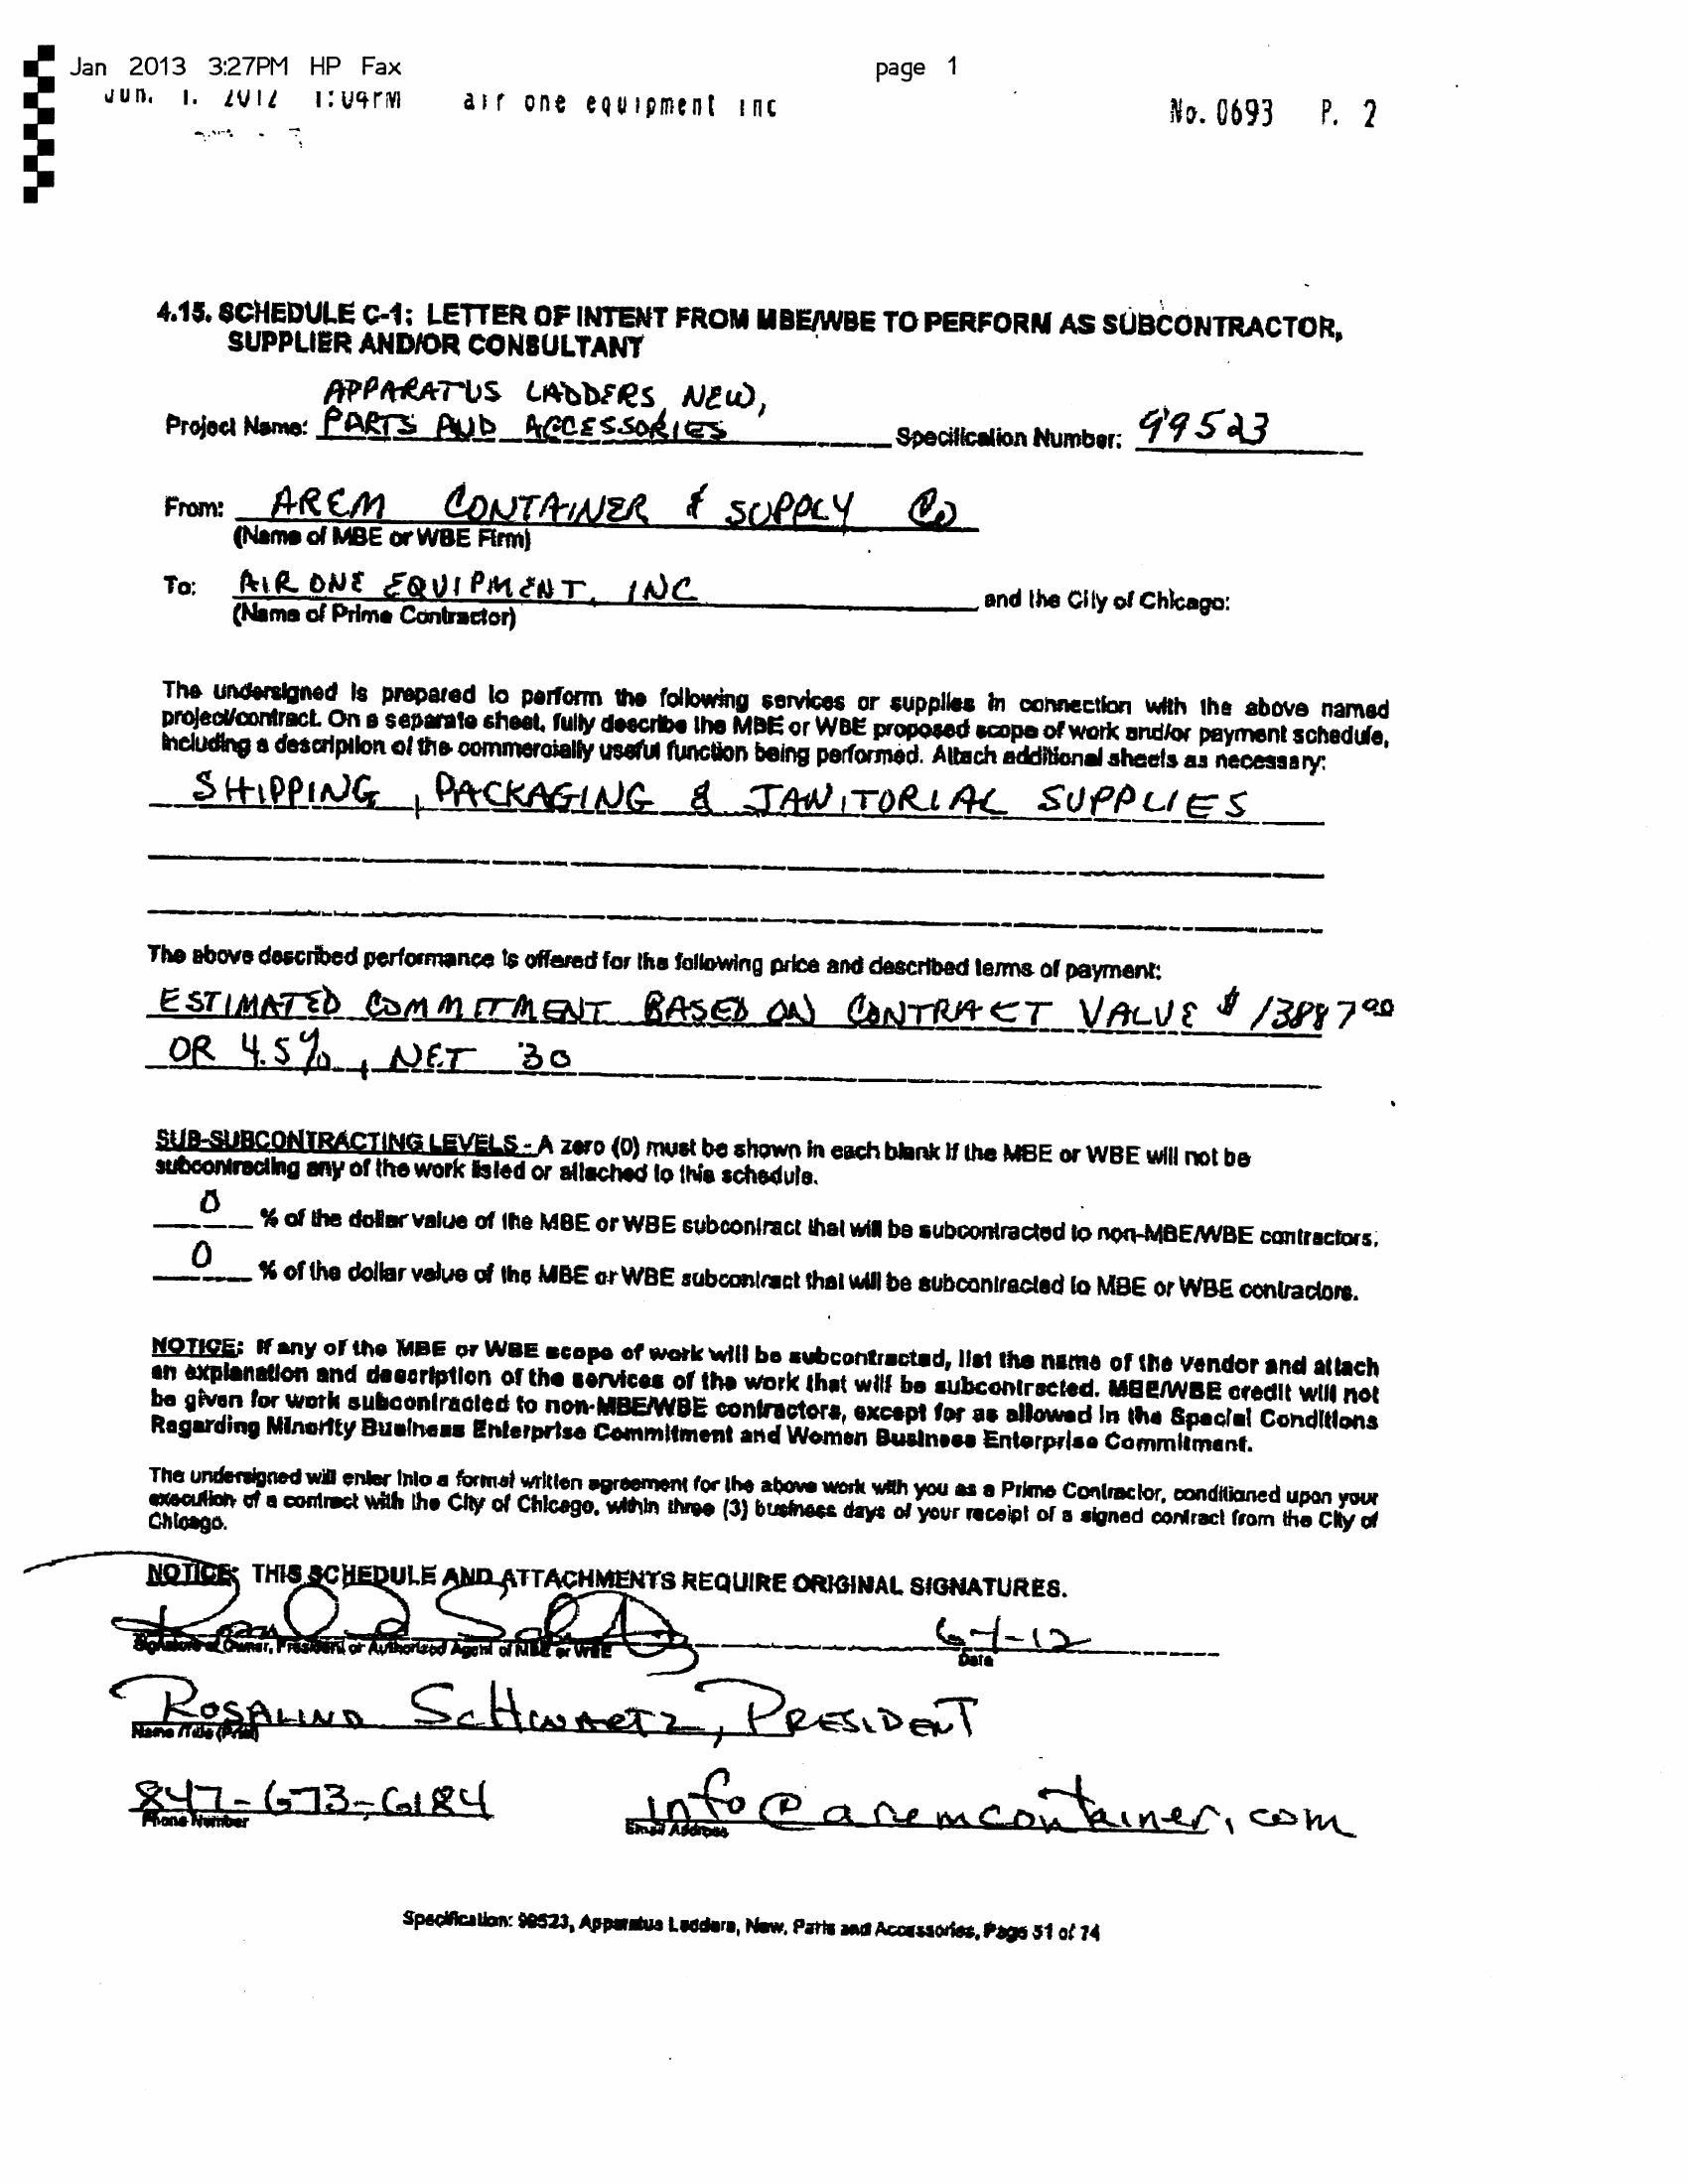 Jan 2013 3:27PM HP Fax page 1
Jun. 1. 2012 1:09PM air one equipment inc No. 0693 P. 2
4.15. SCHEDULE C-1: LETTER OF INTENT FROM MBE/WBE TO PERFORM AS SUBCONTRACTOR,
SUPPLIER AND/OR CONSULTANT
APPARATUS LADDERS NEW,
Project Name: PARTS AND ACCESSORIES Specification Number: 99523
From: AREM CONTAINER & SUPPLY CO
(Name of MBE or WBE Firm)
To: AIR ONE EQUIPMENT, INC and the City of Chicago:
(Name of Prime Contractor)
The undersigned is prepared to perform the following services or supplies in connection with the above named
project/contract. On a separate sheet, fully describe the MBE or WBE proposed scope of work and/or payment schedule,
including a description of the commercially useful function being performed. Attach additional sheets as necessary:
SHIPPING, PACKAGING & JANITORIAL SUPPLIES
The above described performance is offered for the following price and described terms of payment:
ESTIMATED COMMITMENT BASED ON CONTRACT VALUE $ 13887 00
OR 4.5%, NET 30
SUB-SUBCONTRACTING LEVELS - A zero (0) must be shown in each blank if the MBE or WBE will not be
subcontracting any of the work listed or attached to this schedule.
0 % of the dollar value of the MBE or WBE subcontract that will be subcontracted to non-MBE/WBE contractors.
0 % of the dollar value of the MBE or WBE subcontract that will be subcontracted to MBE or WBE contractors.
NOTICE: If any of the MBE or WBE scope of work will be subcontracted, list the name of the vendor and attach
an explanation and description of the services of the work that will be subcontracted. MBE/WBE credit will not
be given for work subcontracted to non-MBE/WBE contractors, except for as allowed in the Special Conditions
Regarding Minority Business Enterprise Commitment and Women Business Enterprise Commitment.
The undersigned will enter into a formal written agreement for the above work with you as a Prime Contractor, conditioned upon your
execution of a contract with the City of Chicago, within three (3) business days of your receipt of a signed contract from the City of
Chicago.
NOTICE: THIS SCHEDULE AND ATTACHMENTS REQUIRE ORIGINAL SIGNATURES.
6-1-12
Signature of Owner, President or Authorized Agent of MBE or WBE Date
ROSALIND SCHWARTZ, PRESIDENT
Name /Title (Print)
847-673-6184 info@aremcontainer.com
Phone Number Email Address
Specification: 99523, Apparatus Ladders, New, Parts and Accessories, Page 51 of 74